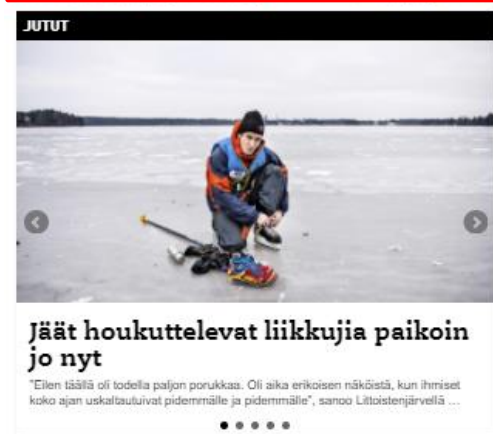 JUTUT
Jäät houkuttelevat liikkujia paikoin
jo nyt
"Eilen täällä oli todella paljon porukkaa. Oli aika erikoisen näköistä, kun ihmiset
koko ajan uskaltautuivat pidemmälle ja pidemmälle", sanoo Littoistenjärvellä ...